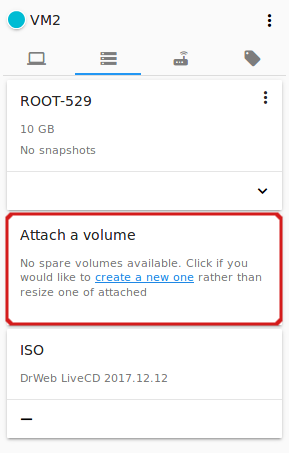 VM2
ROOT-529
10 GB
No snapshots
Attach a volume
No spare volumes available. Click if you
would like to create a new one rather than
resize one of attached
ISO
DrWeb LiveCD 2017.12.12